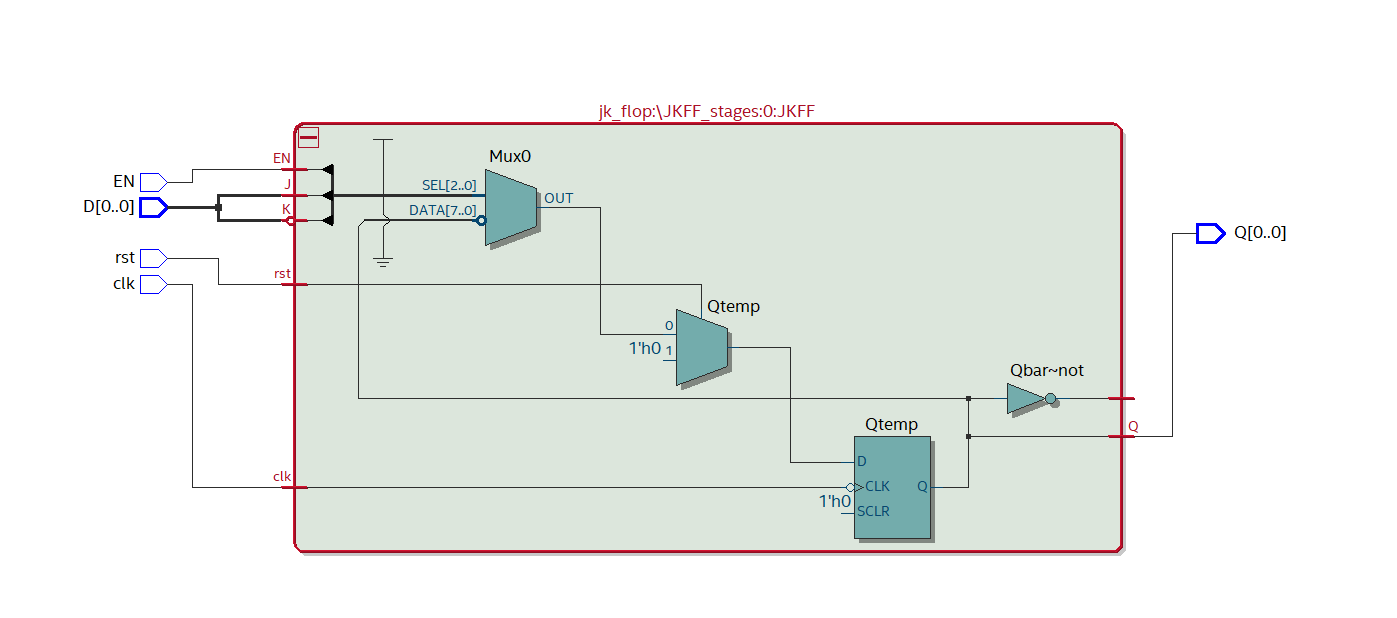 jk_flop:\JKFF_stages:0:JKFF
Mux0
EN
EN
J
SEL[2..0]
OUT
D[0..0]
K
DATA[7..0]
Q[0..0]
rst
rst
clk
Qtemp
0
1'h0
1
Qbar~not
Qtemp
Q
D
clk
CLK
Q
1'h0
SCLR